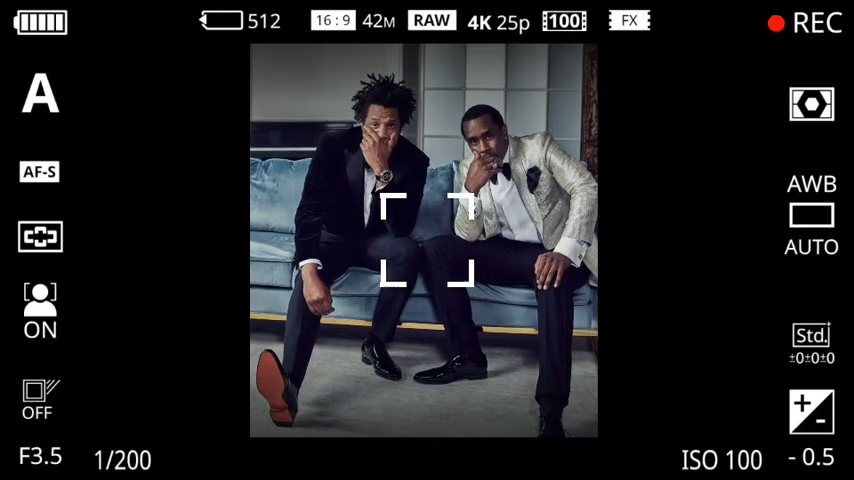 512 16:9 42M RAW 4K 25p 100 FX REC
A
AF-S
AWB
AUTO
ON
Std.
±0±0±0
OFF
F3.5 1/200 ISO 100 - 0.5